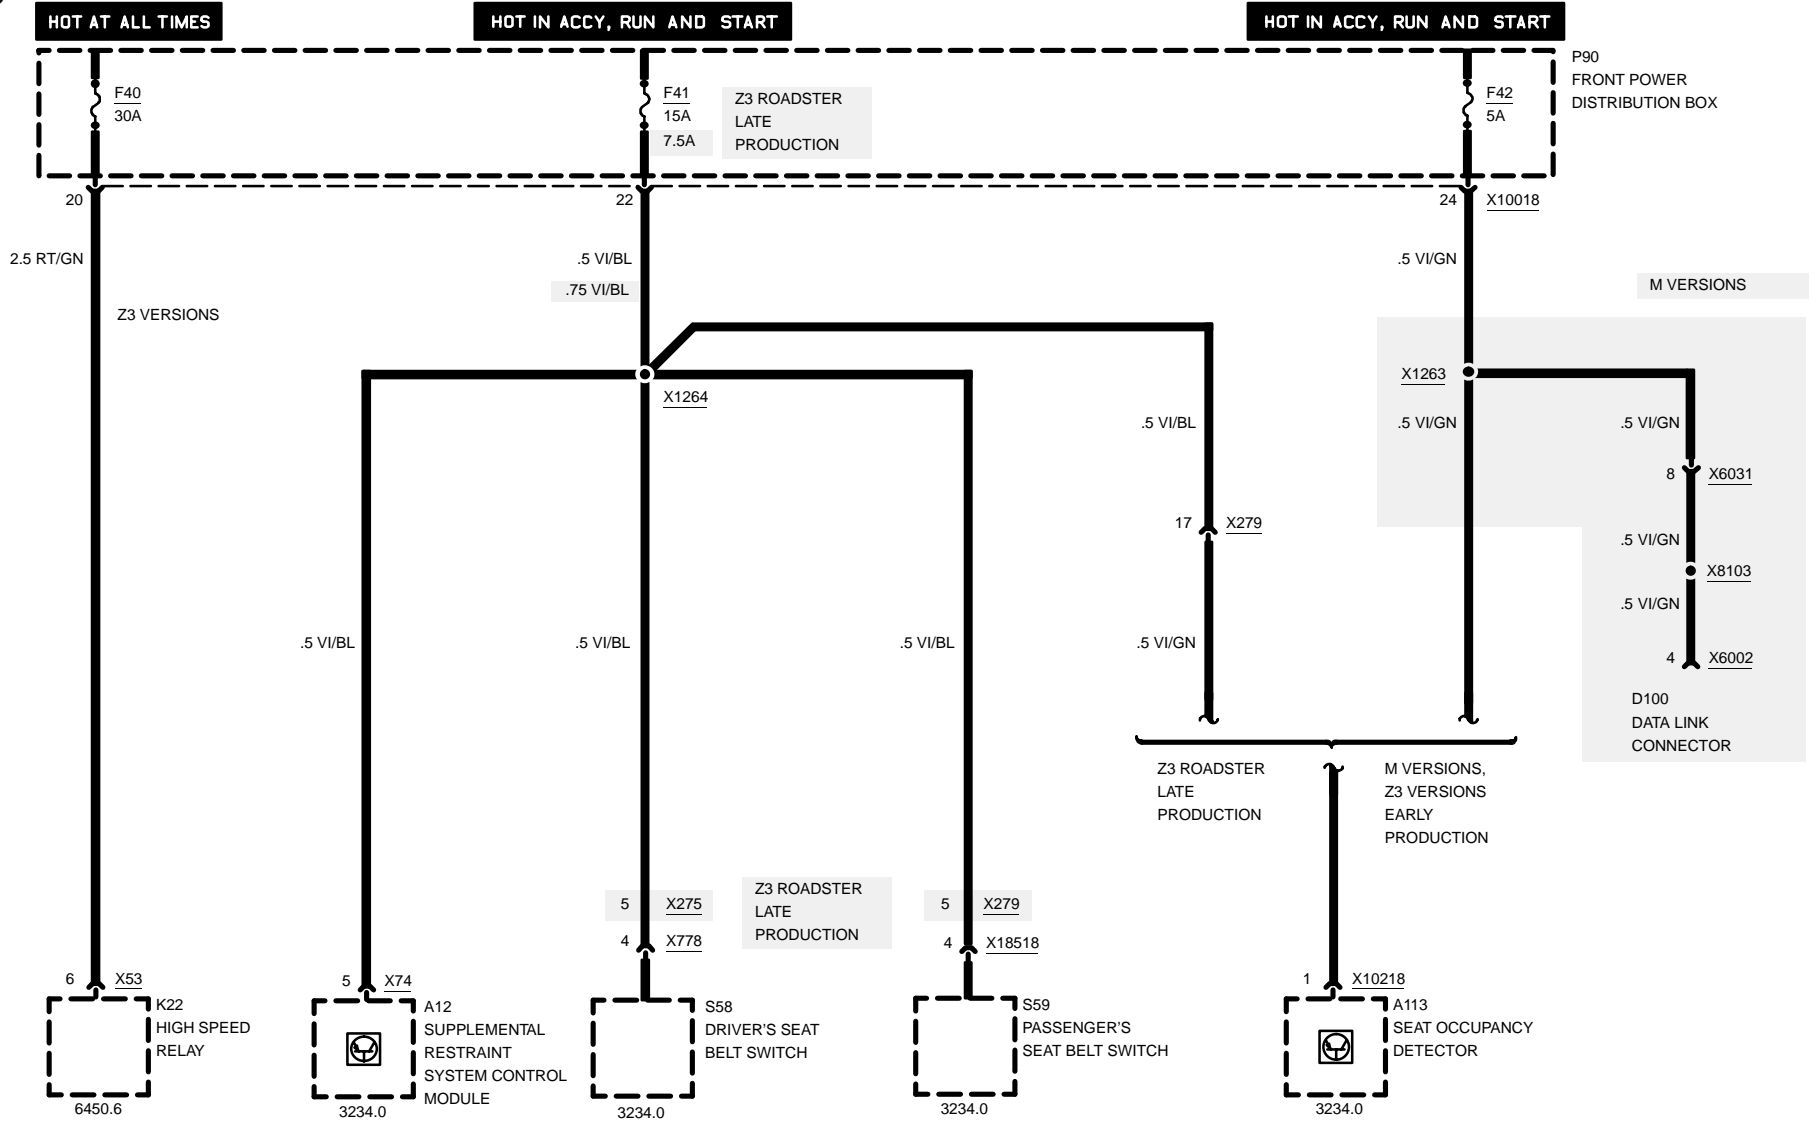 HOT AT ALL TIMES
HOT IN ACCY, RUN AND START
HOT IN ACCY, RUN AND START
P90
FRONT POWER
DISTRIBUTION BOX
F40
30A
F41
15A
7.5A
Z3 ROADSTER
LATE
PRODUCTION
F42
5A
20
22
24
X10018
2.5 RT/GN
.5 VI/BL
.75 VI/BL
.5 VI/GN
M VERSIONS
Z3 VERSIONS
X1264
X1263
.5 VI/BL
.5 VI/GN
.5 VI/GN
8
X6031
17
X279
.5 VI/GN
X8103
.5 VI/GN
.5 VI/BL
.5 VI/BL
.5 VI/BL
.5 VI/GN
4
X6002
D100
DATA LINK
CONNECTOR
Z3 ROADSTER
LATE
PRODUCTION
M VERSIONS,
Z3 VERSIONS
EARLY
PRODUCTION
5
X275
Z3 ROADSTER
LATE
PRODUCTION
5
X279
4
X778
4
X18518
6
X53
5
X74
1
X10218
K22
HIGH SPEED
RELAY
6450.6
A12
SUPPLEMENTAL
RESTRAINT
SYSTEM CONTROL
MODULE
3234.0
S58
DRIVER'S SEAT
BELT SWITCH
3234.0
S59
PASSENGER'S
SEAT BELT SWITCH
3234.0
A113
SEAT OCCUPANCY
DETECTOR
3234.0